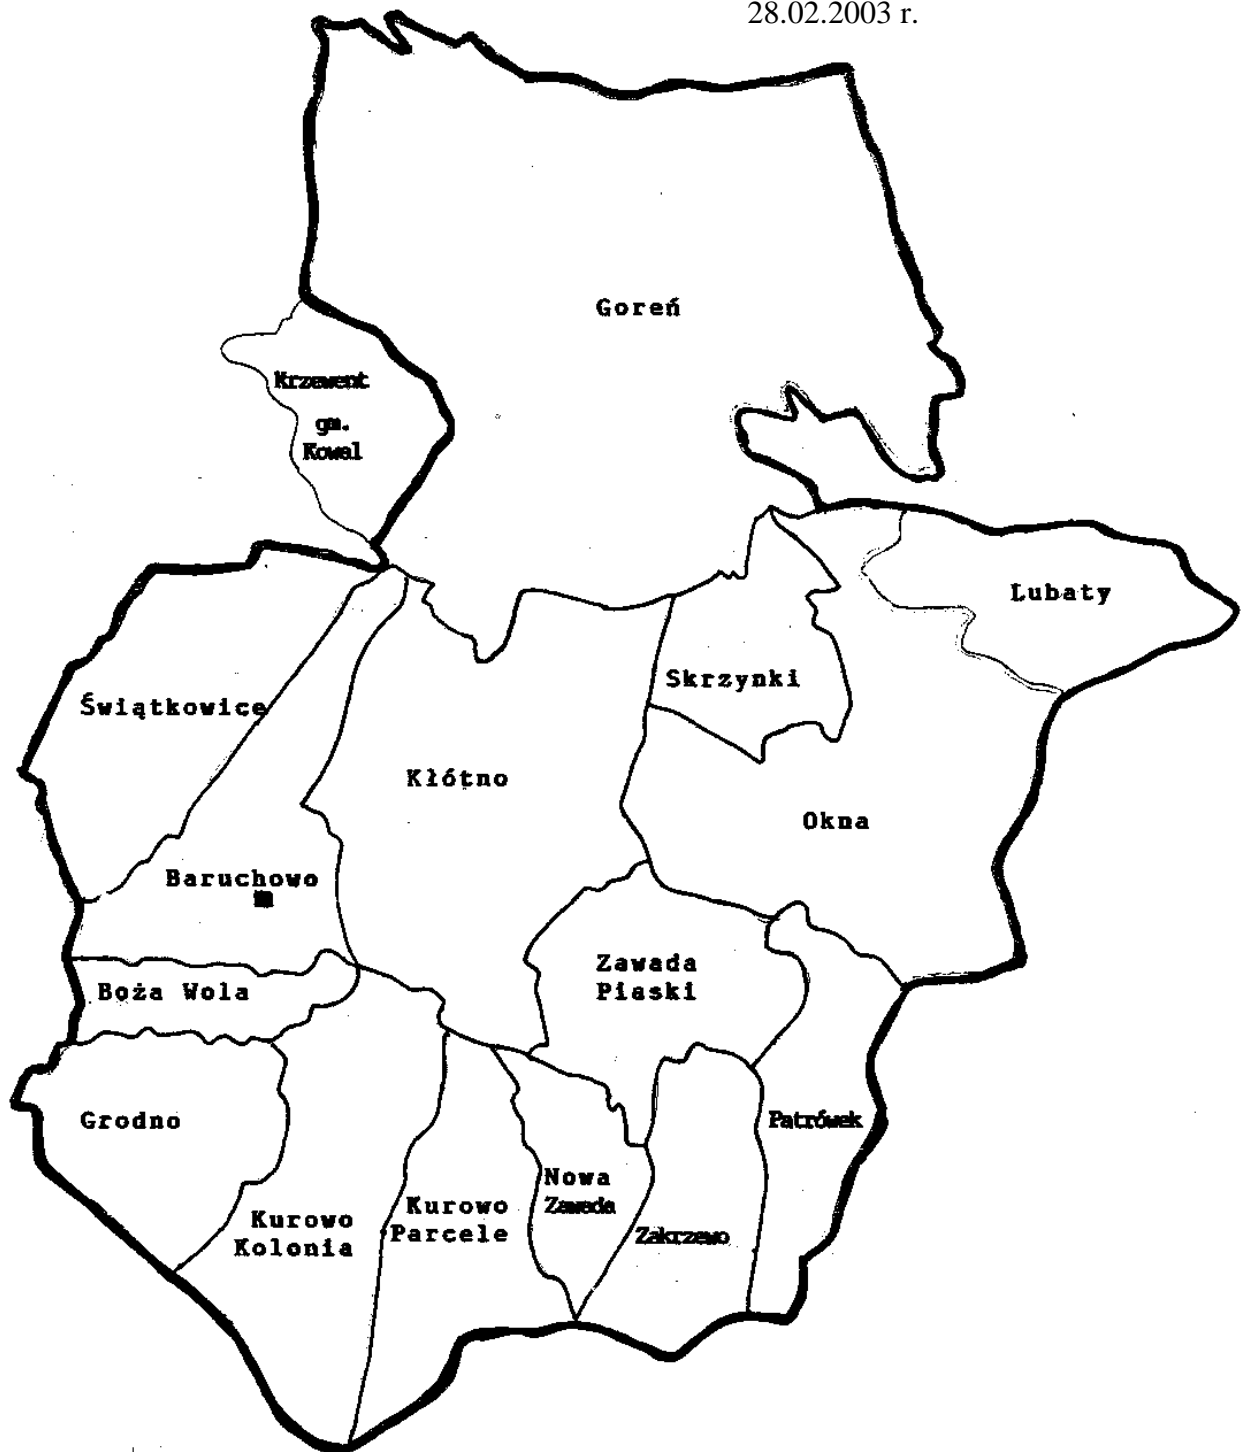 28.02.2003 r.
Goreń
Krzewent
gm.
Kowal
Lubaty
Skrzynki
Świątkowice
Kłótno
Okna
Baruchowo
Zawada
Piaski
Boża Wola
Grodno
Patrówek
Nowa
Zawada
Kurowo
Parcele
Kurowo
Kolonia
Zakrzewo